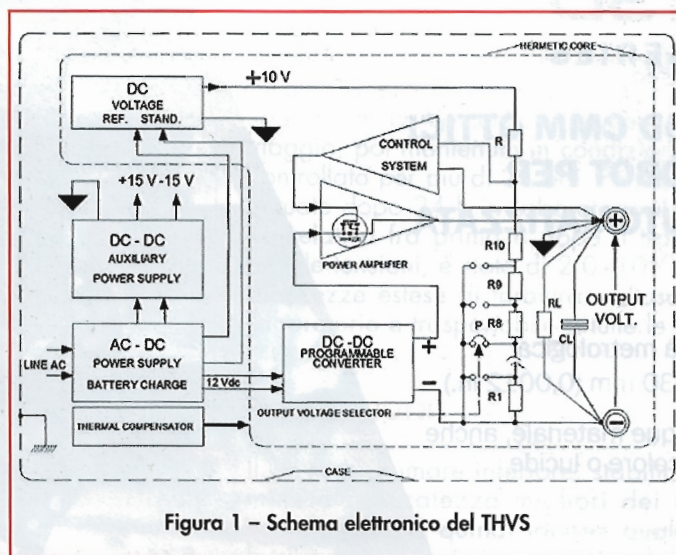 HERMETIC CORE
+10 V
DC
VOLTAGE
REF. STAND.
CONTROL
SYSTEM
R
+15 V -15 V
DC - DC
AUXILIARY
POWER SUPPLY
POWER AMPLIFIER
R10
R9
R8
R1
P
RL
CL
+
OUTPUT
VOLT.
−
AC - DC
POWER SUPPLY
BATTERY CHARGE
LINE AC
12 Vdc
DC - DC
PROGRAMMABLE
CONVERTER
+
−
OUTPUT VOLTAGE SELECTOR
THERMAL COMPENSATOR
CASE
Figura 1 – Schema elettronico del THVS